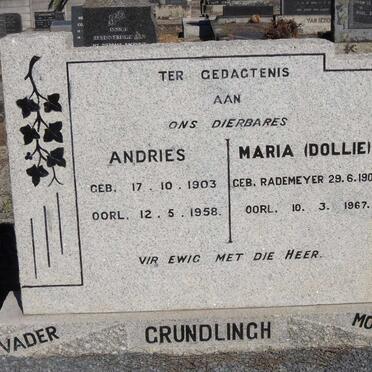 TER GEDAGTENIS
AAN
ONS DIERBARES
ANDRIES
GEB. 17 · 10 · 1903
OORL. 12 . 5 . 1958.
MARIA (DOLLIE)
GEB. RADEMEYER 29.6.190
OORL. 10 . 3 . 1967.
VIR EWIG MET DIE HEER.
VADER
GRUNDLINGH
MO